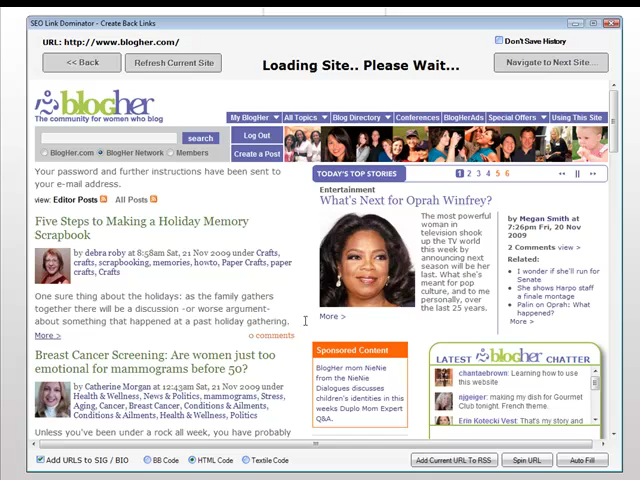 SEO Link Dominator - Create Back Links
URL: http://www.blogher.com/
Don't Save History
<< Back
Refresh Current Site
Loading Site.. Please Wait...
Navigate to Next Site....
blogher
The community for women who blog
My BlogHer
All Topics
Blog Directory
Conferences
BlogHerAds
Special Offers
Using This Site
search
Log Out
BlogHer.com
BlogHer Network
Members
Create a Post
Your password and further instructions have been sent to
your e-mail address.
view: Editor Posts
All Posts
Five Steps to Making a Holiday Memory
Scrapbook
by debra roby at 8:58am Sat, 21 Nov 2009 under Crafts,
crafts, scrapbooking, memories, howto, Paper Crafts, paper
crafts, Crafts
One sure thing about the holidays: as the family gathers
together there will be a discussion -or worse argument-
about something that happened at a past holiday gathering.
More >
0 comments
Breast Cancer Screening: Are women just too
emotional for mammograms before 50?
by Catherine Morgan at 12:43am Sat, 21 Nov 2009 under
Health & Wellness, News & Politics, mammograms, Stress,
Aging, Cancer, Breast Cancer, Conditions & Ailments,
Conditions & Ailments, Health & Wellness, Politics
Unless you've been under a rock all week, you have probably
TODAY'S TOP STORIES
1 2 3 4 5 6
Entertainment
What's Next for Oprah Winfrey?
The most powerful
woman in
television shook
up the TV world
this week by
announcing next
season will be her
last. Of what she's
meant for pop
culture, and to me
personally, over
the last 25 years.
More >
by Megan Smith at
7:26pm Fri, 20 Nov
2009
2 Comments view >
Related:
I wonder if she'll run for
Senate
She shares Harpo staff
a finale montage
Palin on Oprah: What
happened?
More >
Sponsored Content
BlogHer mom NieNie
from the NieNie
Dialogues discusses
children's identities in
this weeks Duplo Mom Expert
Q&A.
LATEST blogher CHATTER
chantaebrown: Learning how to use
this website
njgeiger: making my dish for Gourmet
Club tonight. French theme.
Erin Kotecki Vest: That's my story and
Add URLS to SIG / BIO
BB Code
HTML Code
Textile Code
Add Current URL To RSS
Spin URL
Auto Fill